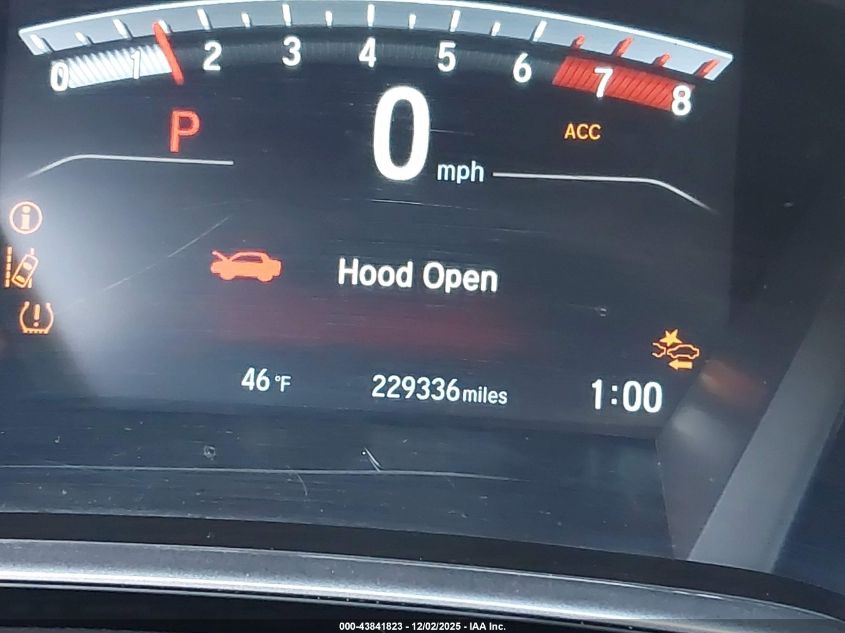 0 1 2 3 4 5 6 7 8
P
0 mph
ACC
Hood Open
46 °F
229336 miles
1:00
000-43841823 - 12/02/2025 - IAA Inc.